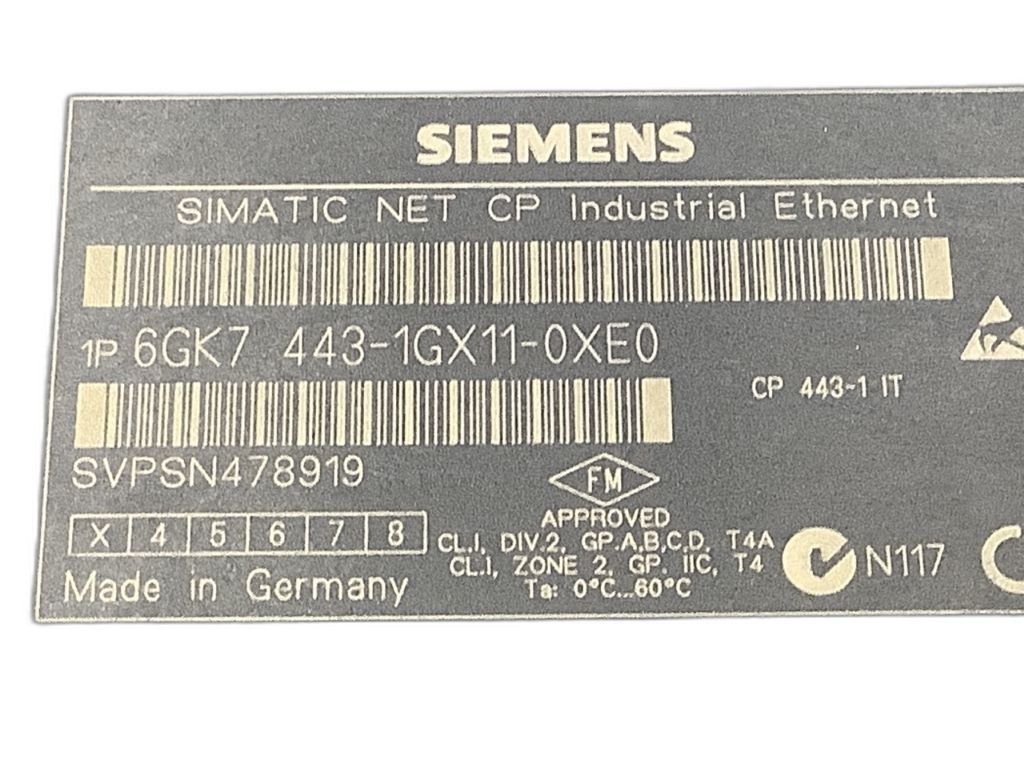 SIEMENS
SIMATIC NET CP Industrial Ethernet
1P 6GK7 443-1GX11-0XE0
CP 443-1 IT
SVPSN478919
FM
APPROVED
X 4 5 6 7 8
CL.I, DIV.2, GP.A,B,C,D, T4A
CL.I, ZONE 2, GP. IIC, T4
Ta: 0°C...60°C
N117
Made in Germany